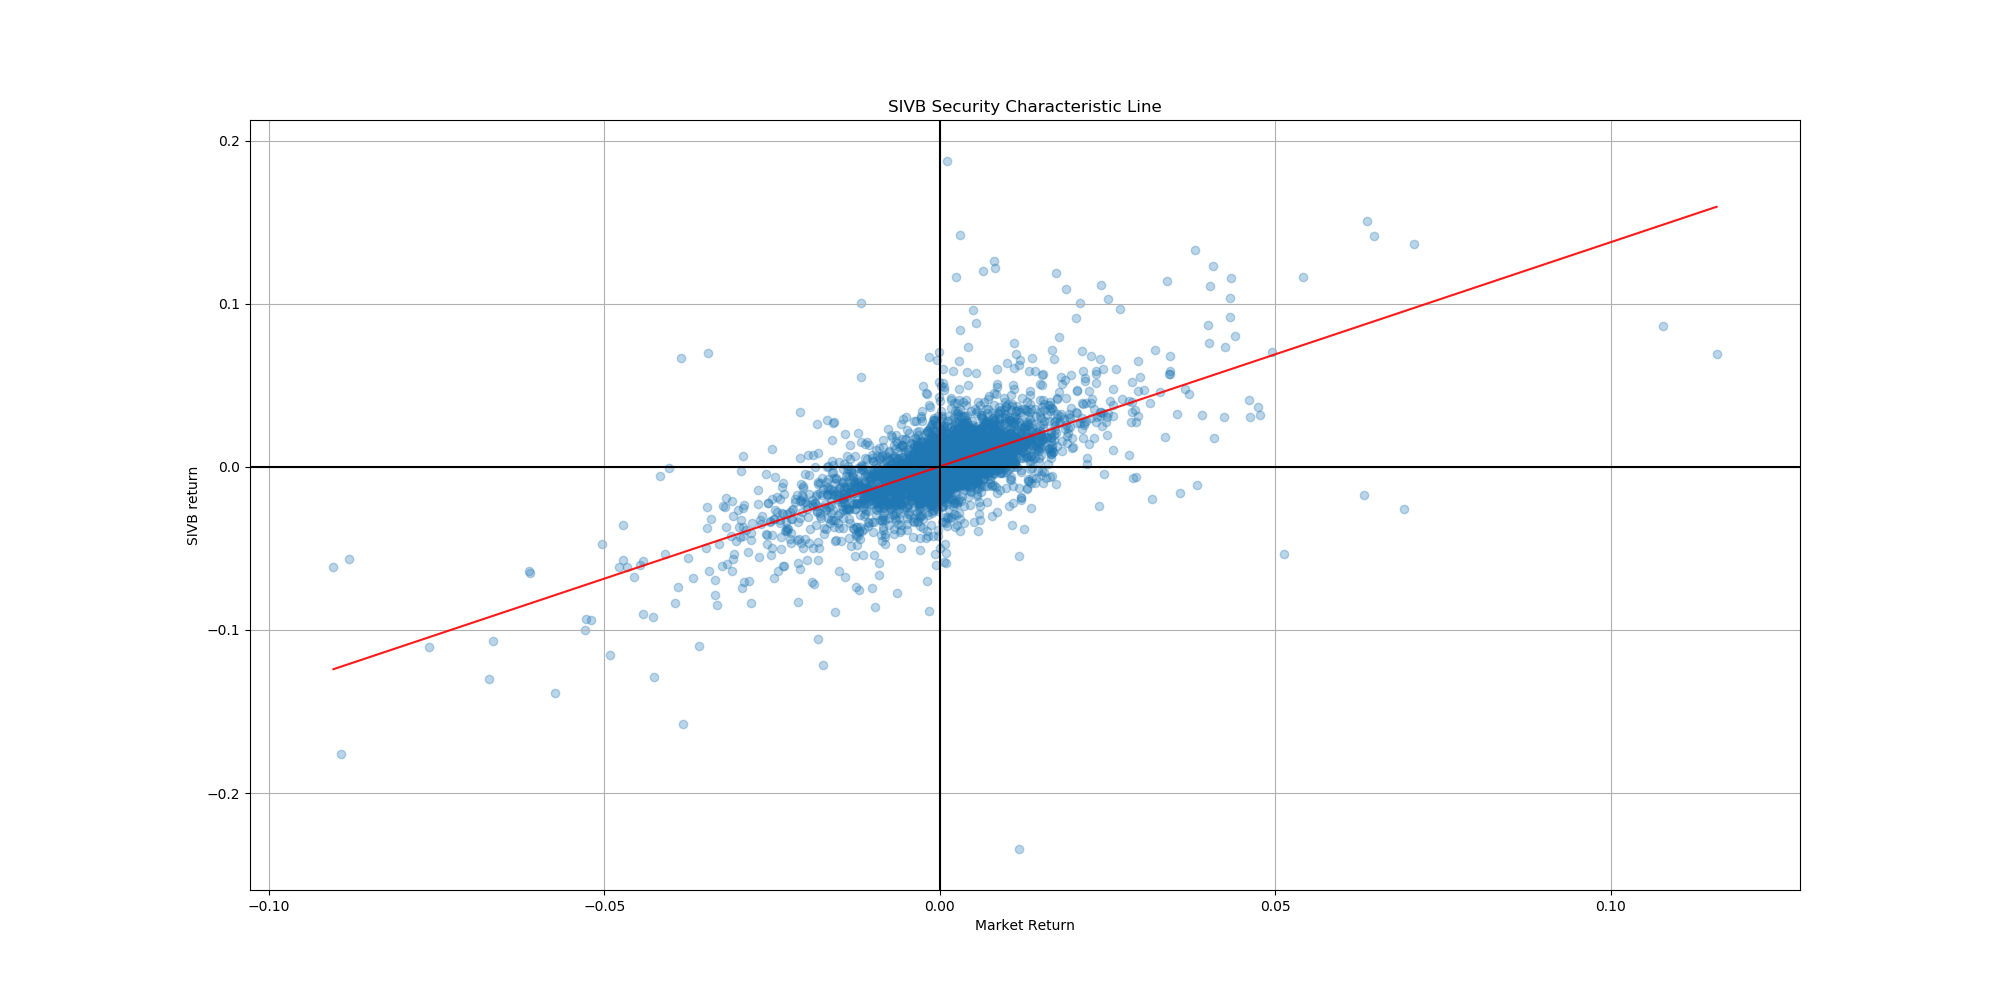 SIVB Security Characteristic Line
0.2
0.1
0.0
−0.1
−0.2
SIVB return
−0.10 −0.05 0.00 0.05 0.10
Market Return